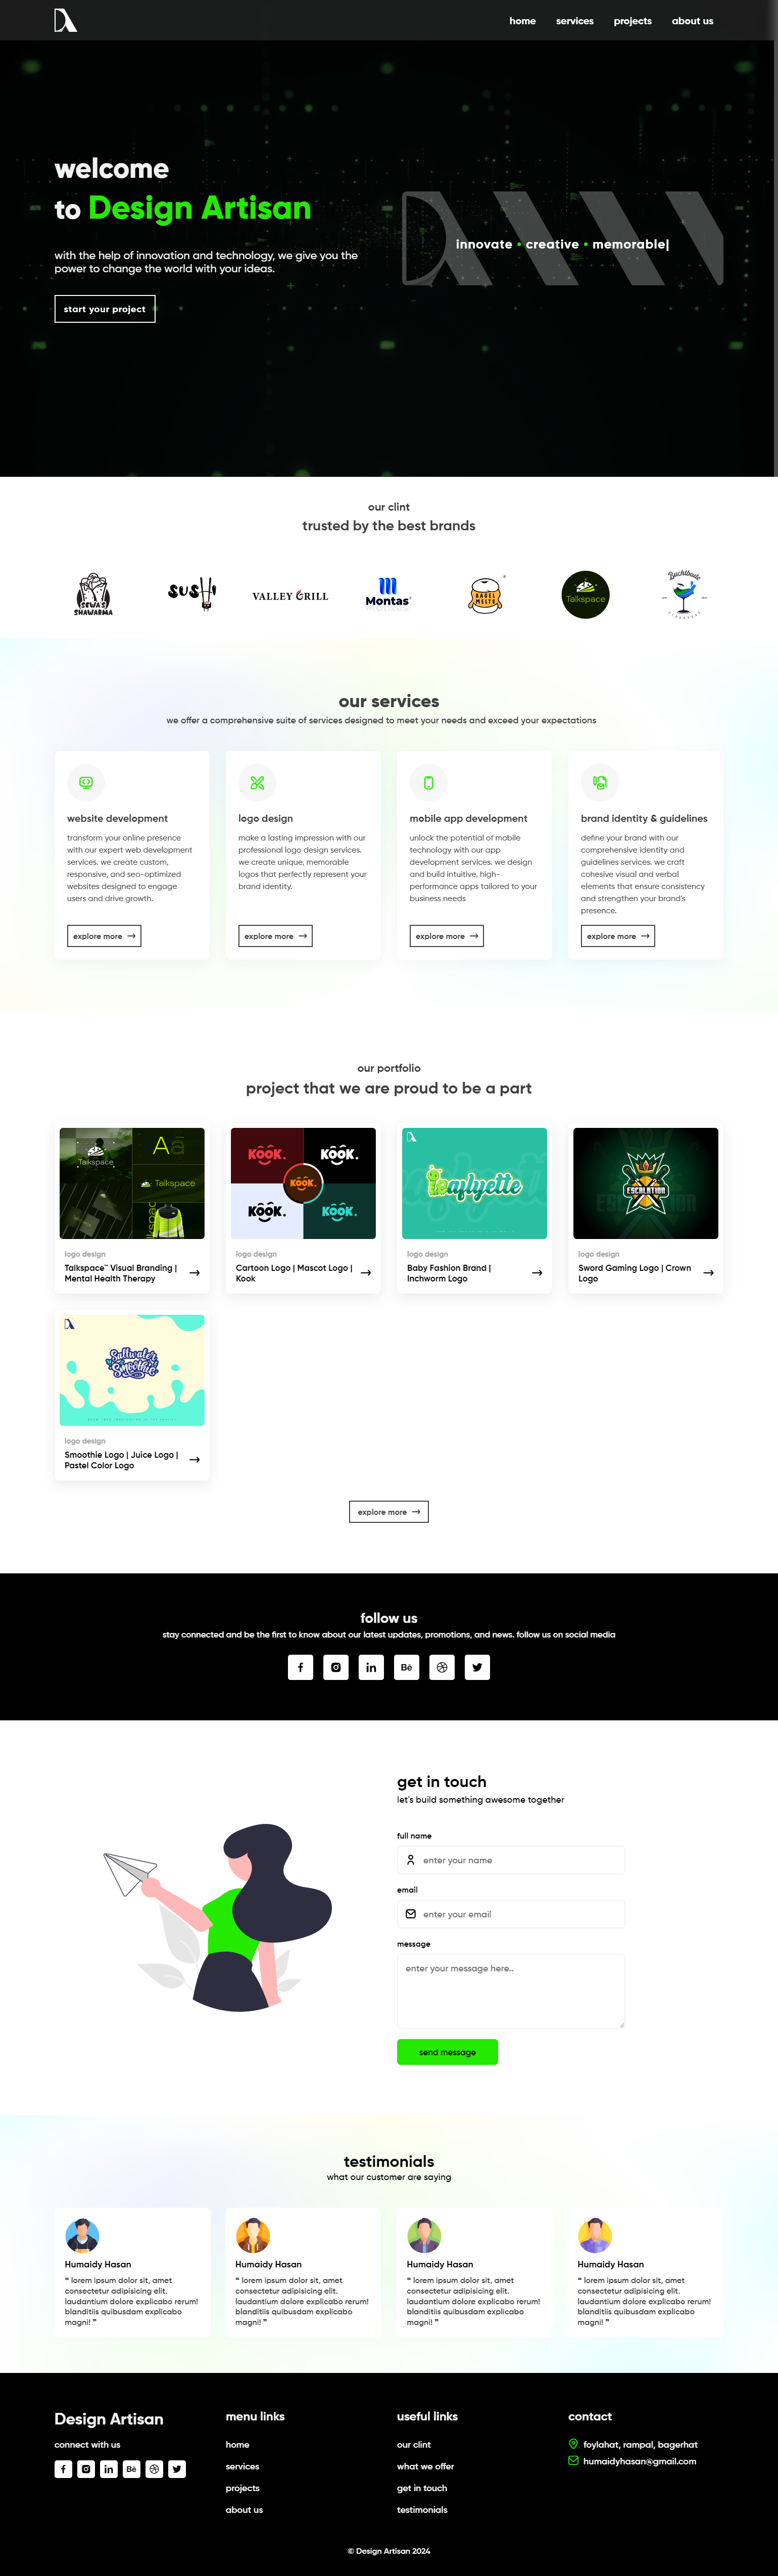 home services projects about us
welcome
to Design Artisan
with the help of innovation and technology, we give you the
power to change the world with your ideas.
start your project
innovate • creative • memorable|
our clint
trusted by the best brands
SEWA'S
SHAWARMA
SUSHI
VALLEY GRILL
Montas
BAGEL
MELTS
Talkspace
Buchtbude
our services
we offer a comprehensive suite of services designed to meet your needs and exceed your expectations
website development
transform your online presence
with our expert web development
services. we create custom,
responsive, and seo-optimized
websites designed to engage
users and drive growth.
explore more
logo design
make a lasting impression with our
professional logo design services.
we create unique, memorable
logos that perfectly represent your
brand identity.
explore more
mobile app development
unlock the potential of mobile
technology with our app
development services. we design
and build intuitive, high-
performance apps tailored to your
business needs
explore more
brand identity & guidelines
define your brand with our
comprehensive identity and
guidelines services. we craft
cohesive visual and verbal
elements that ensure consistency
and strengthen your brand's
presence.
explore more
our portfolio
project that we are proud to be a part
Talkspace
Aa
Talkspace
logo design
Talkspace™ Visual Branding |
Mental Health Therapy
KOOK.
KOOK.
KOOK.
KOOK.
KOOK.
logo design
Cartoon Logo | Mascot Logo |
Kook
logo design
Baby Fashion Brand |
Inchworm Logo
ESCALATION
logo design
Sword Gaming Logo | Crown
Logo
Saltwater
Smoothie
logo design
Smoothie Logo | Juice Logo |
Pastel Color Logo
explore more
follow us
stay connected and be the first to know about our latest updates, promotions, and news. follow us on social media
Bē
get in touch
let's build something awesome together
full name
enter your name
email
enter your email
message
enter your message here..
send message
testimonials
what our customer are saying
Humaidy Hasan
❝ lorem ipsum dolor sit, amet
consectetur adipisicing elit.
laudantium dolore explicabo rerum!
blanditiis quibusdam explicabo
magni! ❞
Humaidy Hasan
❝ lorem ipsum dolor sit, amet
consectetur adipisicing elit.
laudantium dolore explicabo rerum!
blanditiis quibusdam explicabo
magni! ❞
Humaidy Hasan
❝ lorem ipsum dolor sit, amet
consectetur adipisicing elit.
laudantium dolore explicabo rerum!
blanditiis quibusdam explicabo
magni! ❞
Humaidy Hasan
❝ lorem ipsum dolor sit, amet
consectetur adipisicing elit.
laudantium dolore explicabo rerum!
blanditiis quibusdam explicabo
magni! ❞
Design Artisan
connect with us
Bē
menu links
home
services
projects
about us
useful links
our clint
what we offer
get in touch
testimonials
contact
foylahat, rampal, bagerhat
humaidyhasan@gmail.com
© Design Artisan 2024